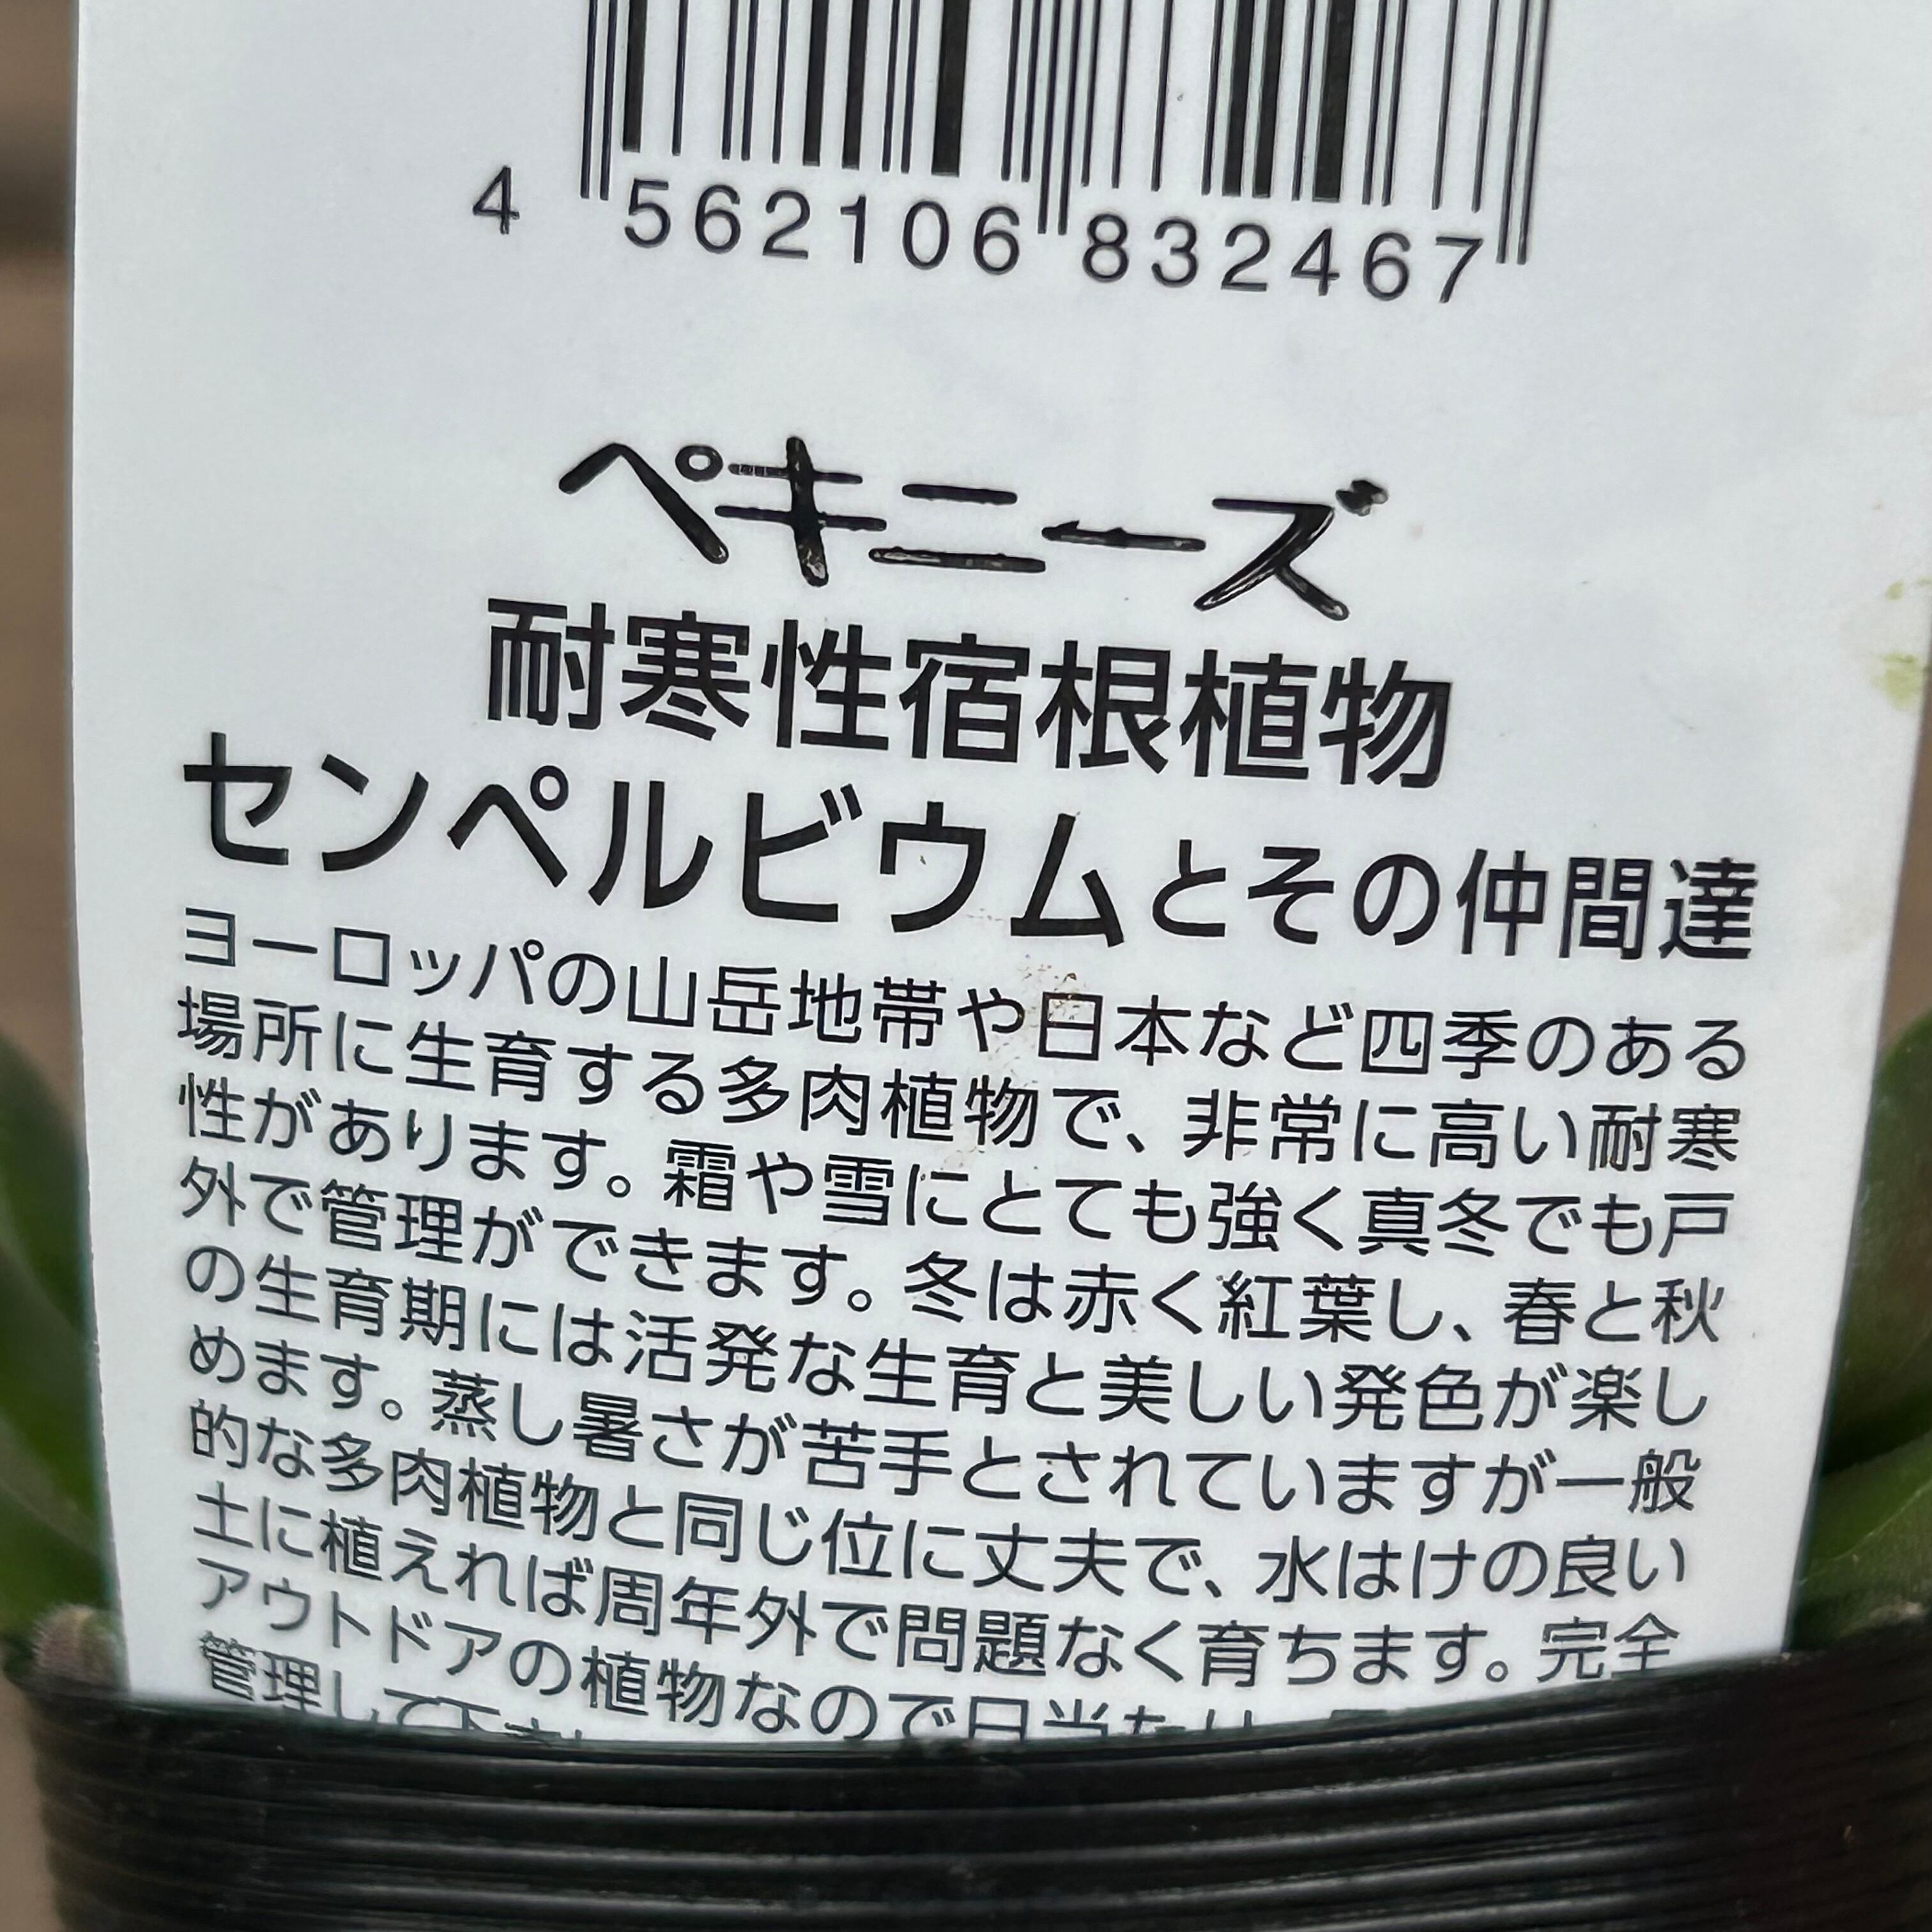 4 562106 832467
ペキニーズ
耐寒性宿根植物
センペルビウムとその仲間達
ヨーロッパの山岳地帯や日本など四季のある
場所に生育する多肉植物で、非常に高い耐寒
性があります。霜や雪にとても強く真冬でも戸
外で管理ができます。冬は赤く紅葉し、春と秋
の生育期には活発な生育と美しい発色が楽し
めます。蒸し暑さが苦手とされていますが一般
的な多肉植物と同じ位に丈夫で、水はけの良い
土に植えれば周年外で問題なく育ちます。完全
アウトドアの植物なので日当たり
管理して下さい